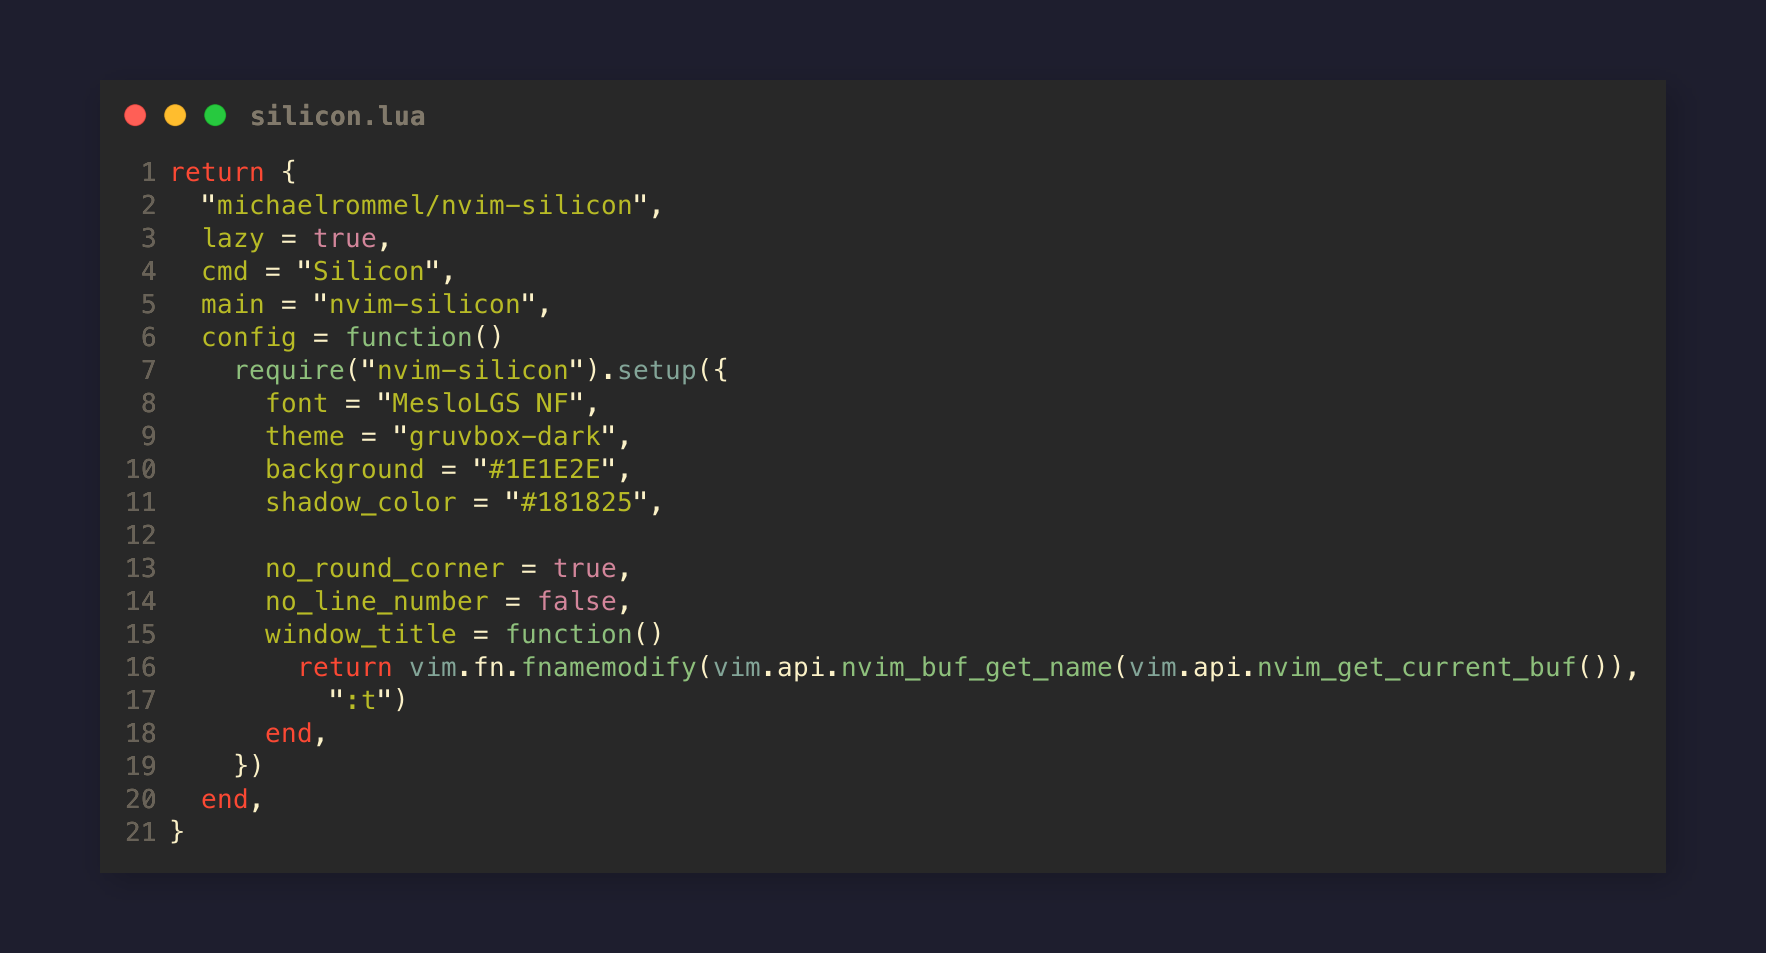 silicon.lua
1 return {
2   "michaelrommel/nvim-silicon",
3   lazy = true,
4   cmd = "Silicon",
5   main = "nvim-silicon",
6   config = function()
7     require("nvim-silicon").setup({
8       font = "MesloLGS NF",
9       theme = "gruvbox-dark",
10       background = "#1E1E2E",
11       shadow_color = "#181825",
12
13       no_round_corner = true,
14       no_line_number = false,
15       window_title = function()
16         return vim.fn.fnamemodify(vim.api.nvim_buf_get_name(vim.api.nvim_get_current_buf()),
17           ":t")
18       end,
19     })
20   end,
21 }